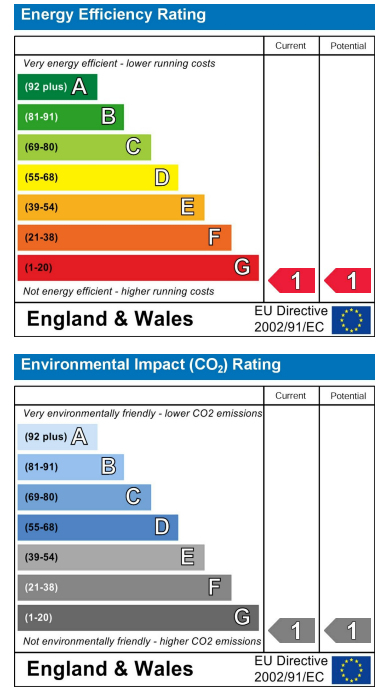 Energy Efficiency Rating
Current Potential
Very energy efficient - lower running costs
(92 plus) A
(81-91) B
(69-80) C
(55-68) D
(39-54) E
(21-38) F
(1-20) G
1 1
Not energy efficient - higher running costs
England & Wales
EU Directive
2002/91/EC
Environmental Impact (CO₂) Rating
Current Potential
Very environmentally friendly - lower CO2 emissions
(92 plus) A
(81-91) B
(69-80) C
(55-68) D
(39-54) E
(21-38) F
(1-20) G
1 1
Not environmentally friendly - higher CO2 emissions
England & Wales
EU Directive
2002/91/EC